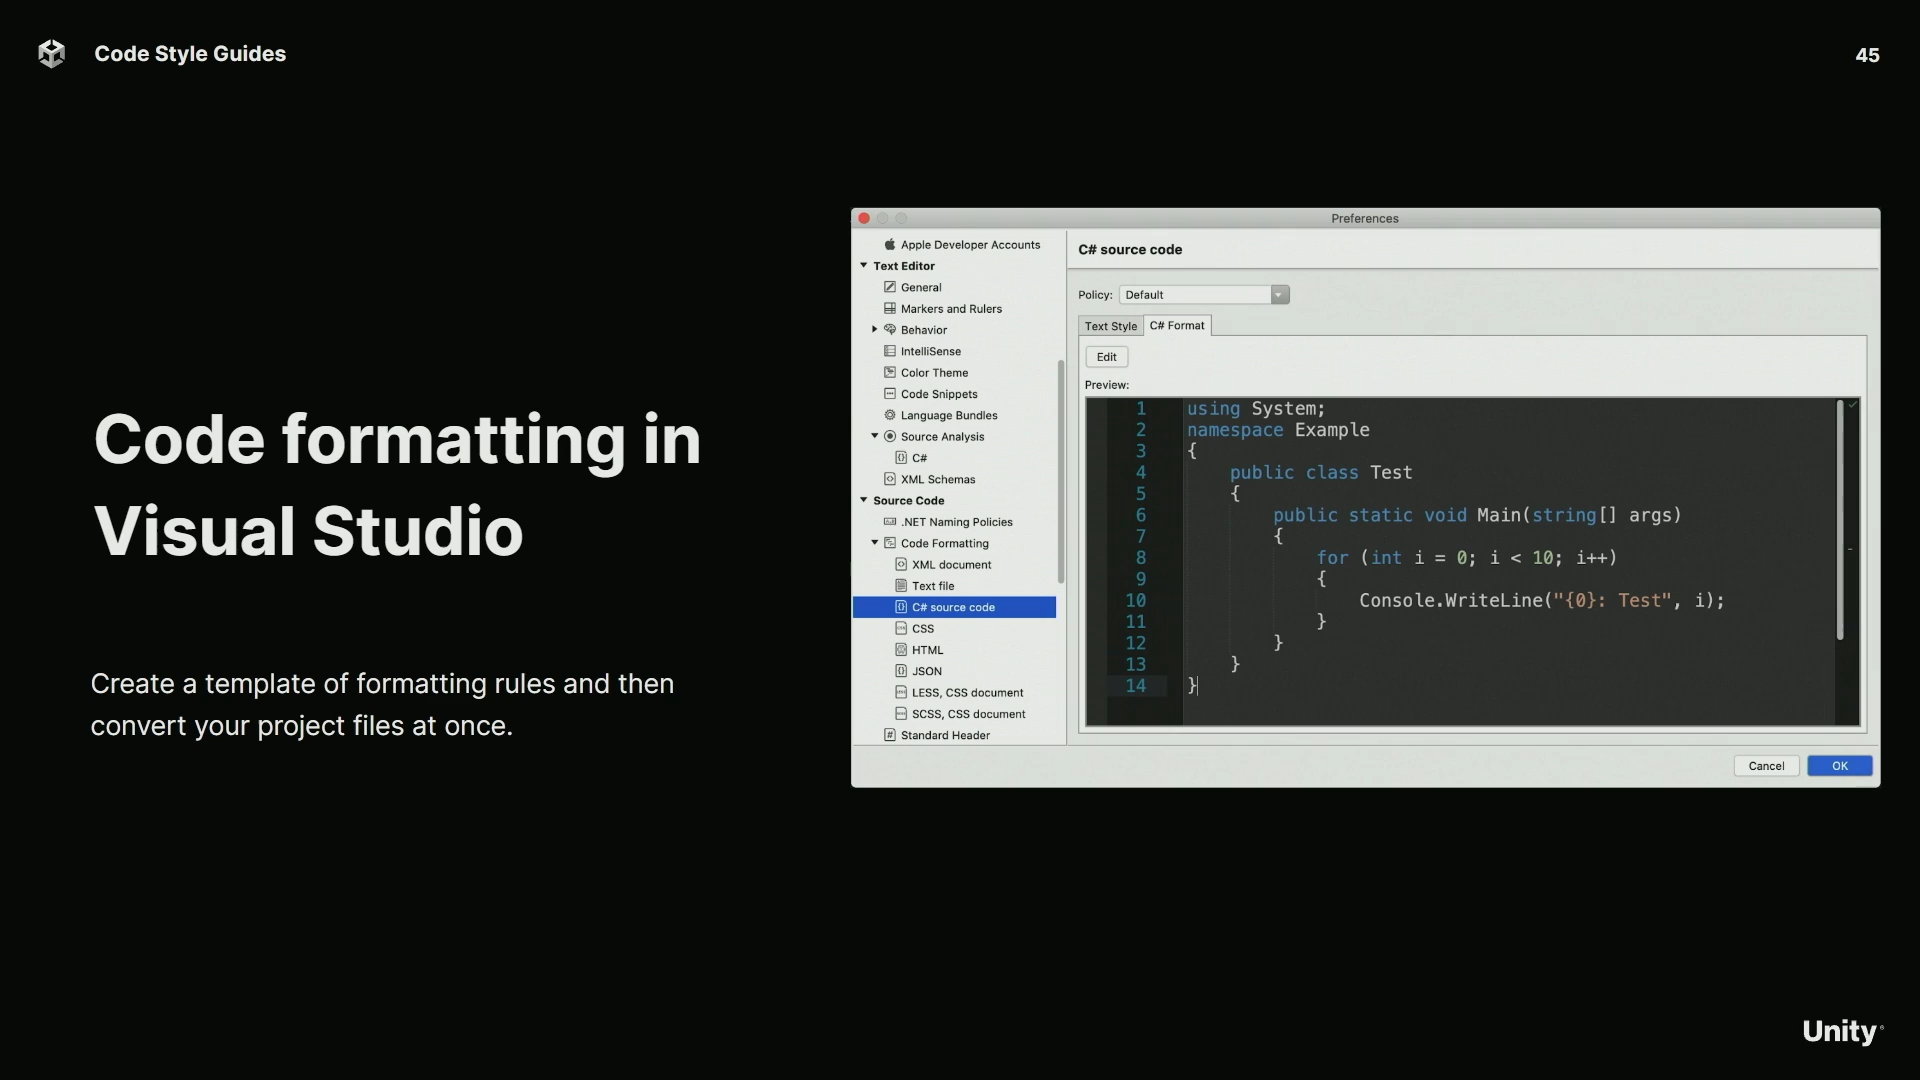 Code Style Guides
45
Code formatting in
Visual Studio
Create a template of formatting rules and then
convert your project files at once.
Preferences
Apple Developer Accounts
Text Editor
General
Markers and Rulers
Behavior
IntelliSense
Color Theme
Code Snippets
Language Bundles
Source Analysis
C#
XML Schemas
Source Code
.NET Naming Policies
Code Formatting
XML document
Text file
C# source code
CSS
HTML
JSON
LESS, CSS document
SCSS, CSS document
Standard Header
C# source code
Policy: Default
Text Style C# Format
Edit
Preview:
1 using System;
2 namespace Example
3 {
4     public class Test
5     {
6         public static void Main(string[] args)
7         {
8             for (int i = 0; i < 10; i++)
9             {
10                 Console.WriteLine("{0}: Test", i);
11             }
12         }
13     }
14 }
Cancel OK
Unity